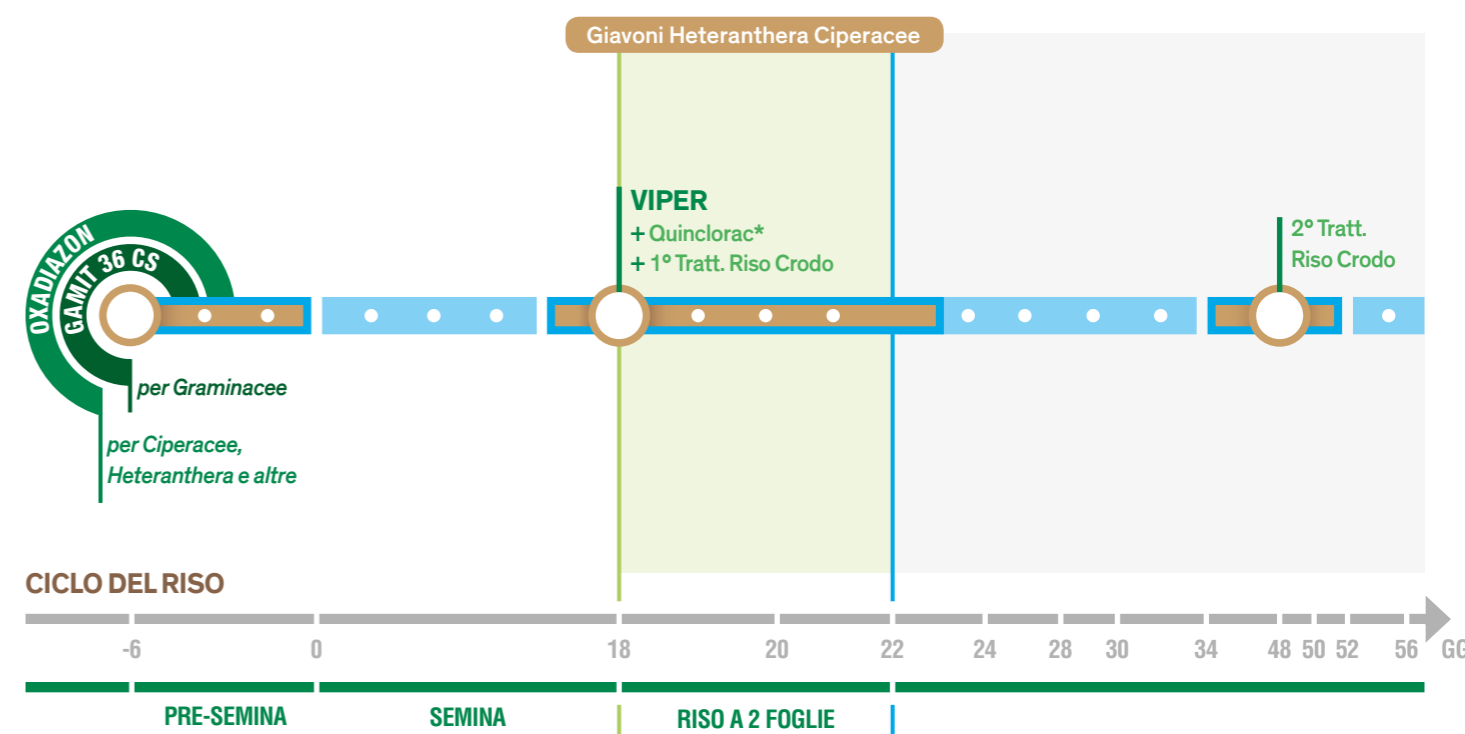 Giavoni Heteranthera Ciperacee
VIPER
+ Quinclorac*
+ 1° Tratt. Riso Crodo
2° Tratt.
Riso Crodo
OXADIAZON
GAMIT 36 CS
per Graminacee
per Ciperacee,
Heteranthera e altre
CICLO DEL RISO
-6 0 18 20 22 24 28 30 34 48 50 52 56 GG
PRE-SEMINA SEMINA RISO A 2 FOGLIE